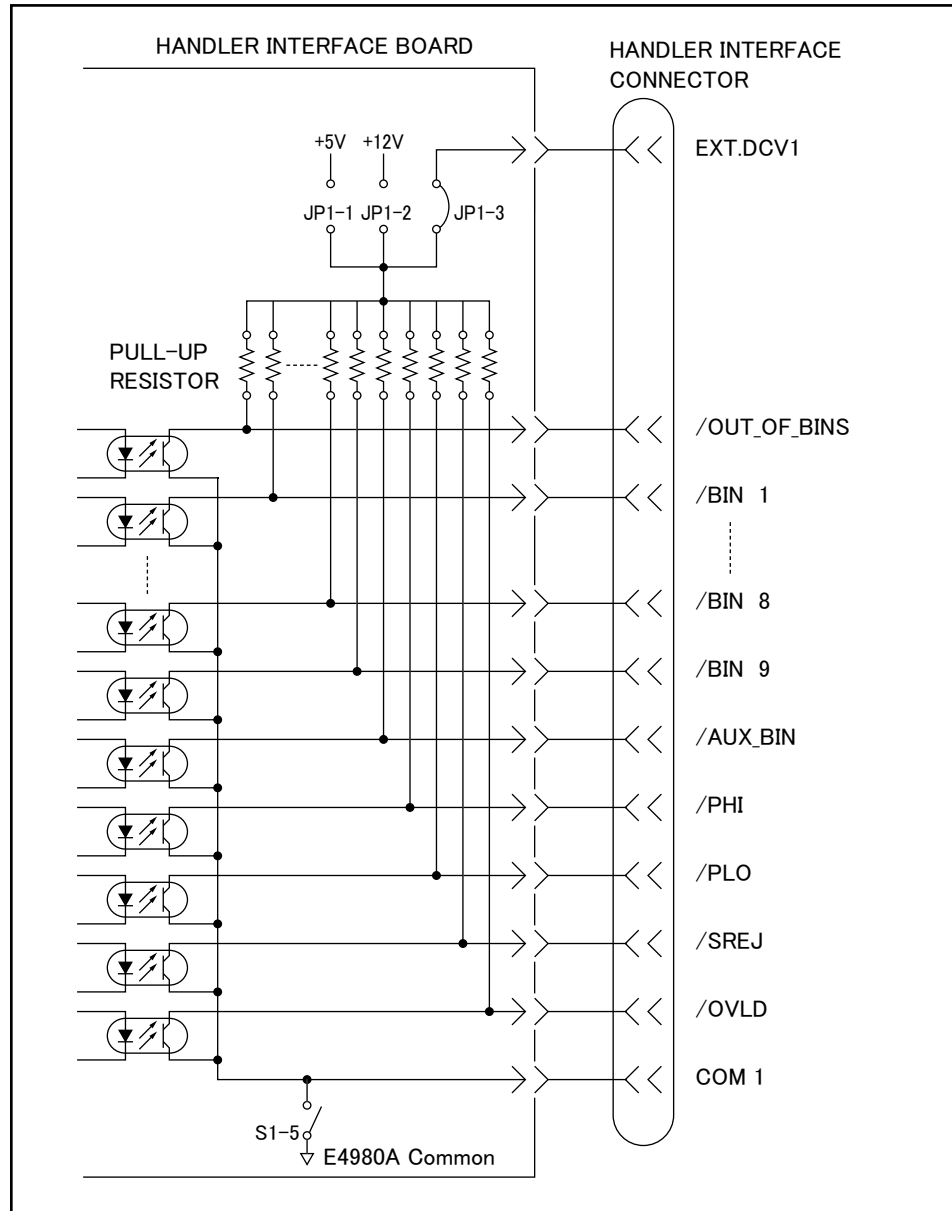 HANDLER INTERFACE BOARD
HANDLER INTERFACE
CONNECTOR
+5V +12V
EXT.DCV1
JP1-1 JP1-2 JP1-3
PULL-UP
RESISTOR
/OUT_OF_BINS
/BIN 1
/BIN 8
/BIN 9
/AUX_BIN
/PHI
/PLO
/SREJ
/OVLD
COM 1
S1-5
E4980A Common